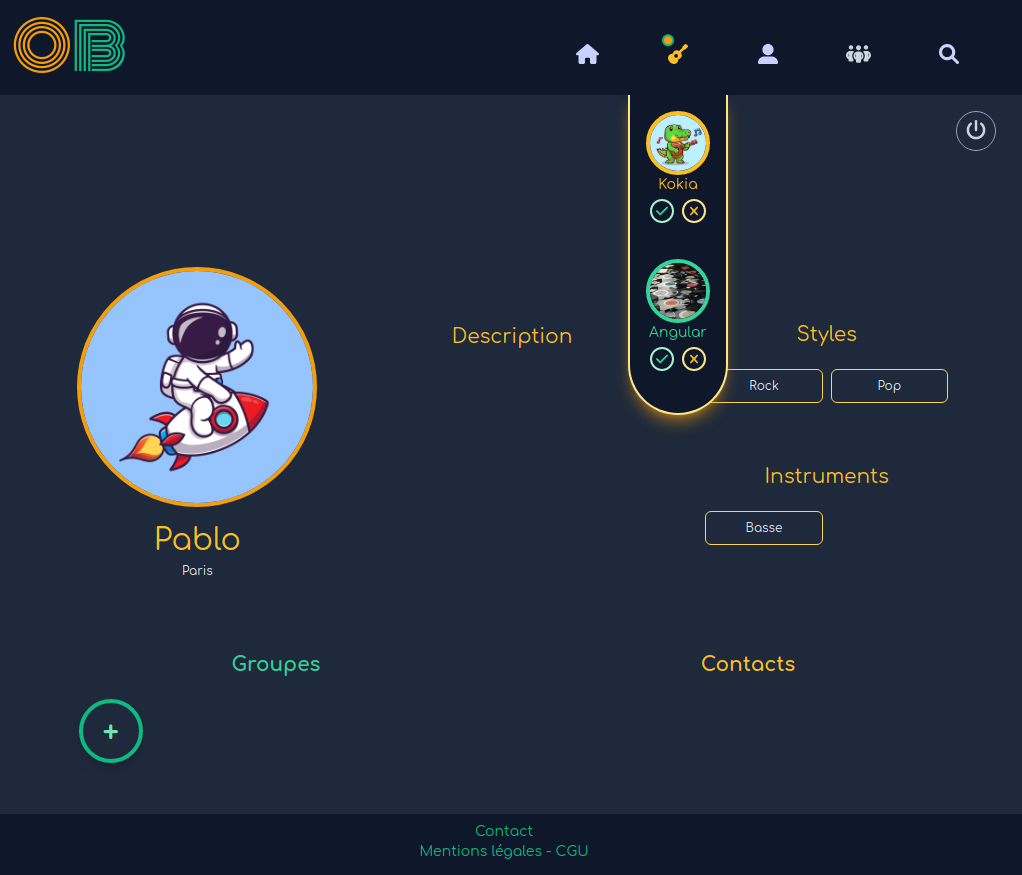 OB
Kokia
Angular
Description
Styles
Rock
Pop
Instruments
Basse
Pablo
Paris
Groupes
Contacts
+
Contact
Mentions légales - CGU